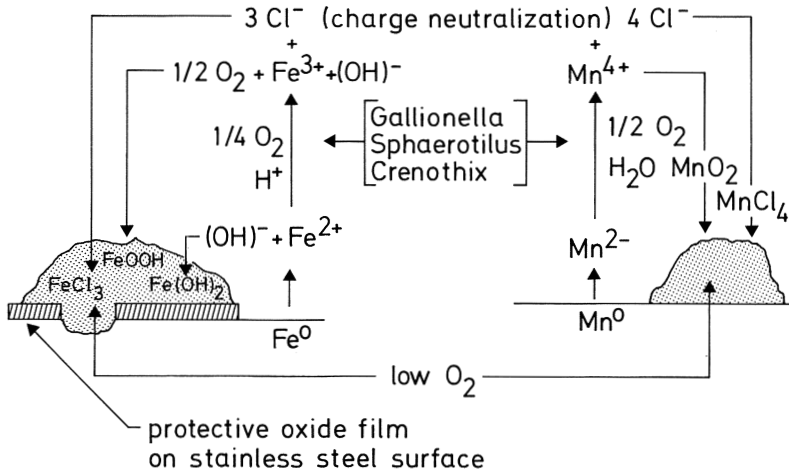 3 Cl⁻ (charge neutralization) 4 Cl⁻
+ +
1/2 O₂ + Fe³⁺ +(OH)⁻ Mn⁴⁺
1/4 O₂
H⁺
Gallionella
Sphaerotilus
Crenothix
1/2 O₂
H₂O MnO₂
MnCl₄
(OH)⁻ + Fe²⁺
Mn²⁻
FeOOH
FeCl₃ Fe(OH)₂
Fe⁰
Mn⁰
low O₂
protective oxide film
on stainless steel surface